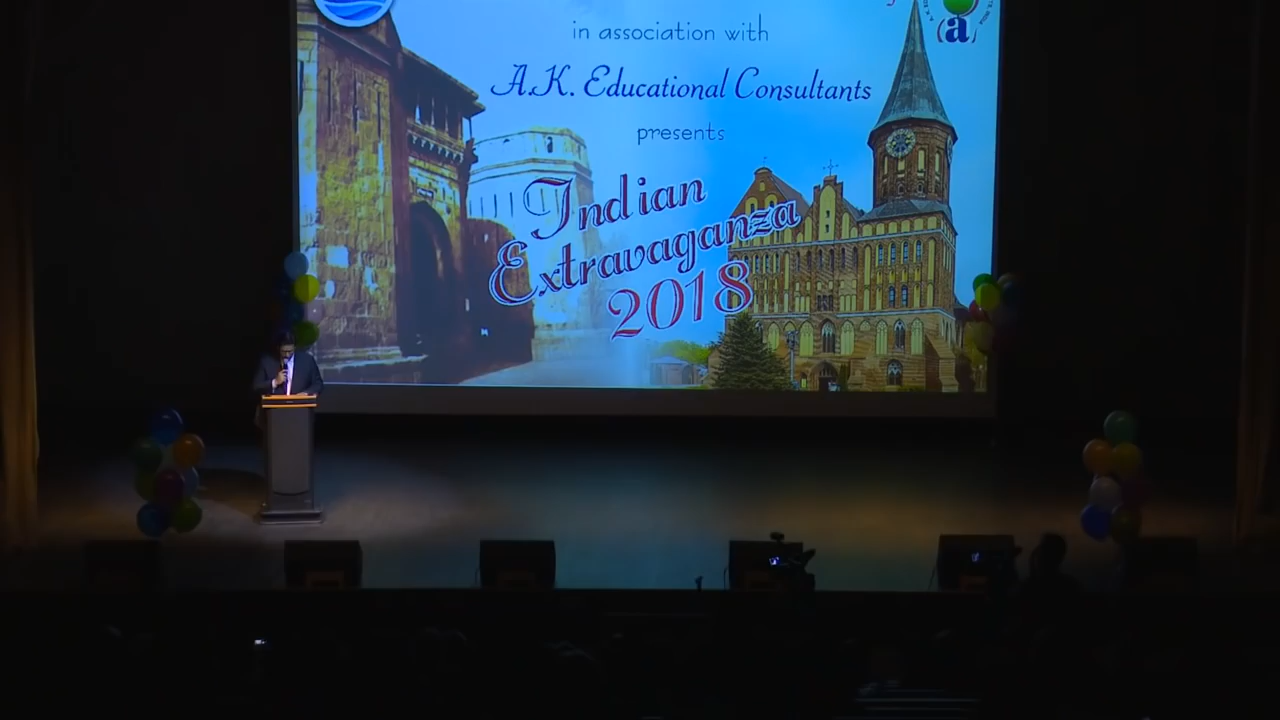 in association with
A.K. Educational Consultants
presents
Indian
Extravaganza
2018
a